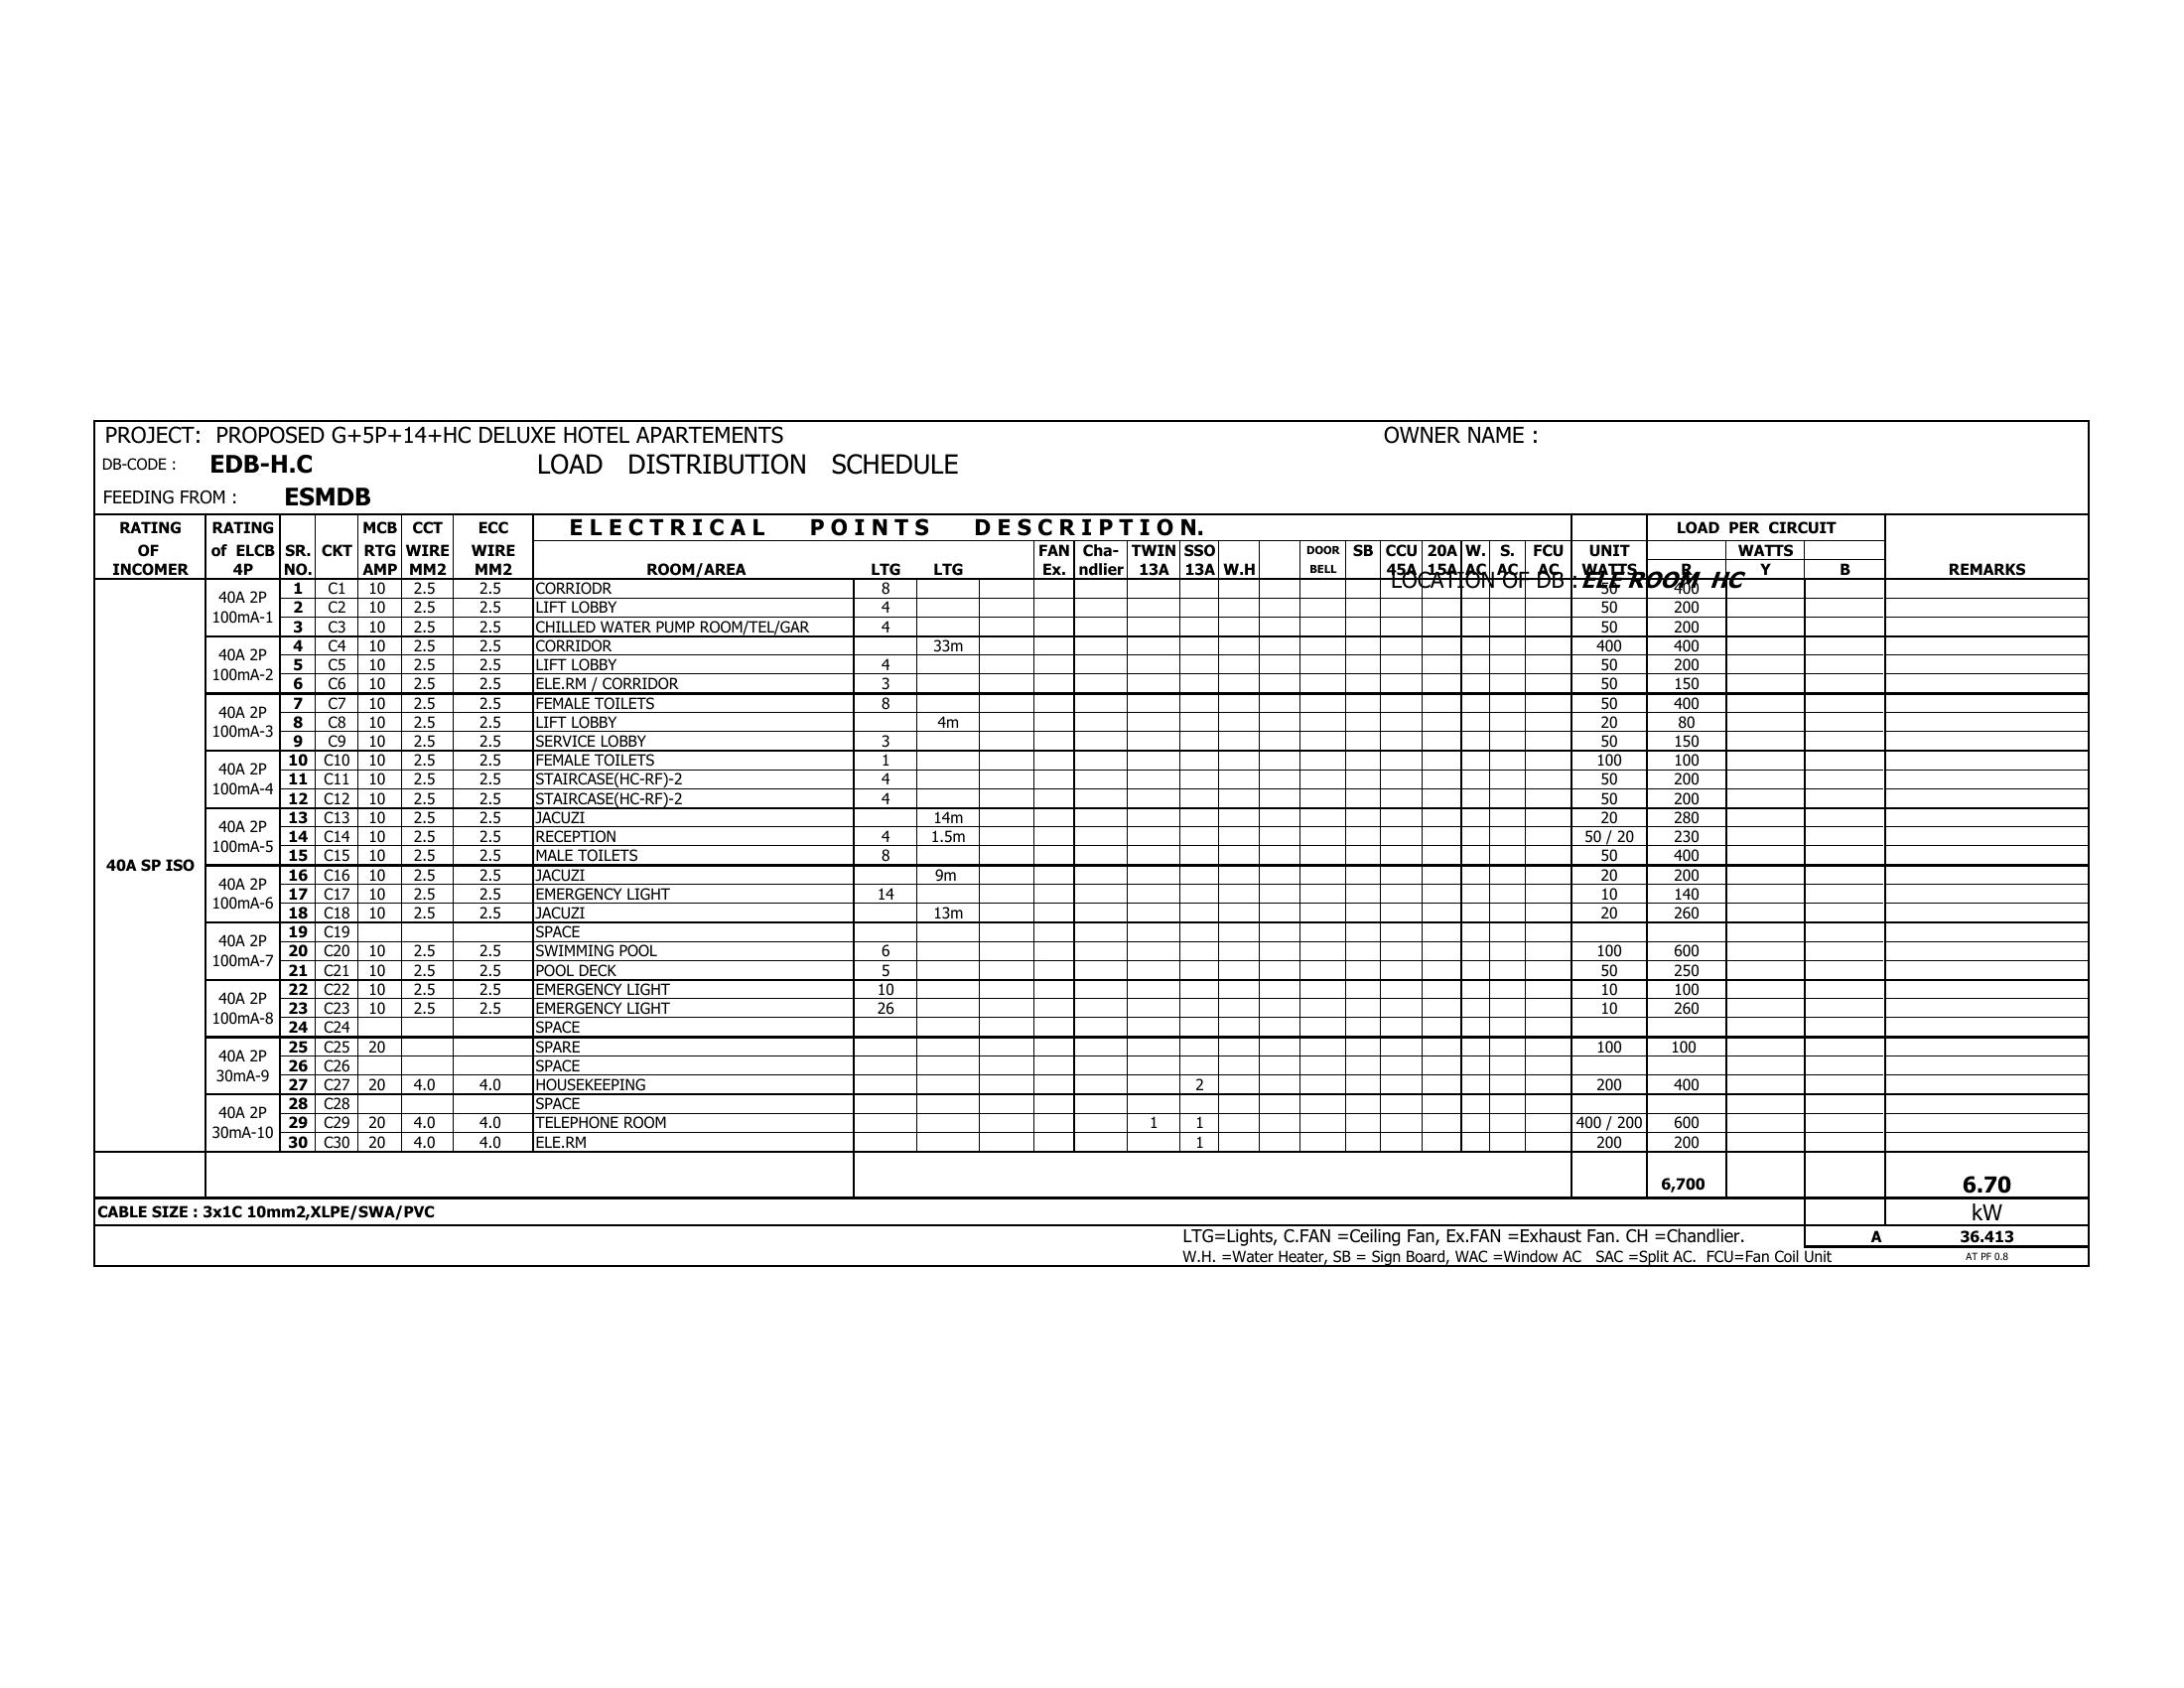 PROJECT: PROPOSED G+5P+14+HC DELUXE HOTEL APARTEMENTS OWNER NAME :
DB-CODE : EDB-H.C LOAD DISTRIBUTION SCHEDULE
FEEDING FROM : ESMDB
RATING RATING MCB CCT ECC ELECTRICAL POINTS DESCRIPTION. LOAD PER CIRCUIT
OF of ELCB SR. CKT RTG WIRE WIRE FAN Cha- TWIN SSO DOOR SB CCU 20A W. S. FCU UNIT WATTS
INCOMER 4P NO. AMP MM2 MM2 ROOM/AREA LTG LTG Ex. ndlier 13A 13A W.H BELL 45A 15A AC AC AC WATTS R Y B REMARKS
LOCATION OF DB : ELE ROOM HC
40A SP ISO
40A 2P
100mA-1
1 C1 10 2.5 2.5 CORRIODR 8 50 400
2 C2 10 2.5 2.5 LIFT LOBBY 4 50 200
3 C3 10 2.5 2.5 CHILLED WATER PUMP ROOM/TEL/GAR 4 50 200
40A 2P
100mA-2
4 C4 10 2.5 2.5 CORRIDOR 33m 400 400
5 C5 10 2.5 2.5 LIFT LOBBY 4 50 200
6 C6 10 2.5 2.5 ELE.RM / CORRIDOR 3 50 150
40A 2P
100mA-3
7 C7 10 2.5 2.5 FEMALE TOILETS 8 50 400
8 C8 10 2.5 2.5 LIFT LOBBY 4m 20 80
9 C9 10 2.5 2.5 SERVICE LOBBY 3 50 150
40A 2P
100mA-4
10 C10 10 2.5 2.5 FEMALE TOILETS 1 100 100
11 C11 10 2.5 2.5 STAIRCASE(HC-RF)-2 4 50 200
12 C12 10 2.5 2.5 STAIRCASE(HC-RF)-2 4 50 200
40A 2P
100mA-5
13 C13 10 2.5 2.5 JACUZI 14m 20 280
14 C14 10 2.5 2.5 RECEPTION 4 1.5m 50 / 20 230
15 C15 10 2.5 2.5 MALE TOILETS 8 50 400
40A 2P
100mA-6
16 C16 10 2.5 2.5 JACUZI 9m 20 200
17 C17 10 2.5 2.5 EMERGENCY LIGHT 14 10 140
18 C18 10 2.5 2.5 JACUZI 13m 20 260
40A 2P
100mA-7
19 C19 SPACE
20 C20 10 2.5 2.5 SWIMMING POOL 6 100 600
21 C21 10 2.5 2.5 POOL DECK 5 50 250
40A 2P
100mA-8
22 C22 10 2.5 2.5 EMERGENCY LIGHT 10 10 100
23 C23 10 2.5 2.5 EMERGENCY LIGHT 26 10 260
24 C24 SPACE
40A 2P
30mA-9
25 C25 20 SPARE 100 100
26 C26 SPACE
27 C27 20 4.0 4.0 HOUSEKEEPING 2 200 400
40A 2P
30mA-10
28 C28 SPACE
29 C29 20 4.0 4.0 TELEPHONE ROOM 1 1 400 / 200 600
30 C30 20 4.0 4.0 ELE.RM 1 200 200
6,700 6.70
CABLE SIZE : 3x1C 10mm2,XLPE/SWA/PVC kW
LTG=Lights, C.FAN =Ceiling Fan, Ex.FAN =Exhaust Fan. CH =Chandlier. A 36.413
W.H. =Water Heater, SB = Sign Board, WAC =Window AC SAC =Split AC. FCU=Fan Coil Unit AT PF 0.8